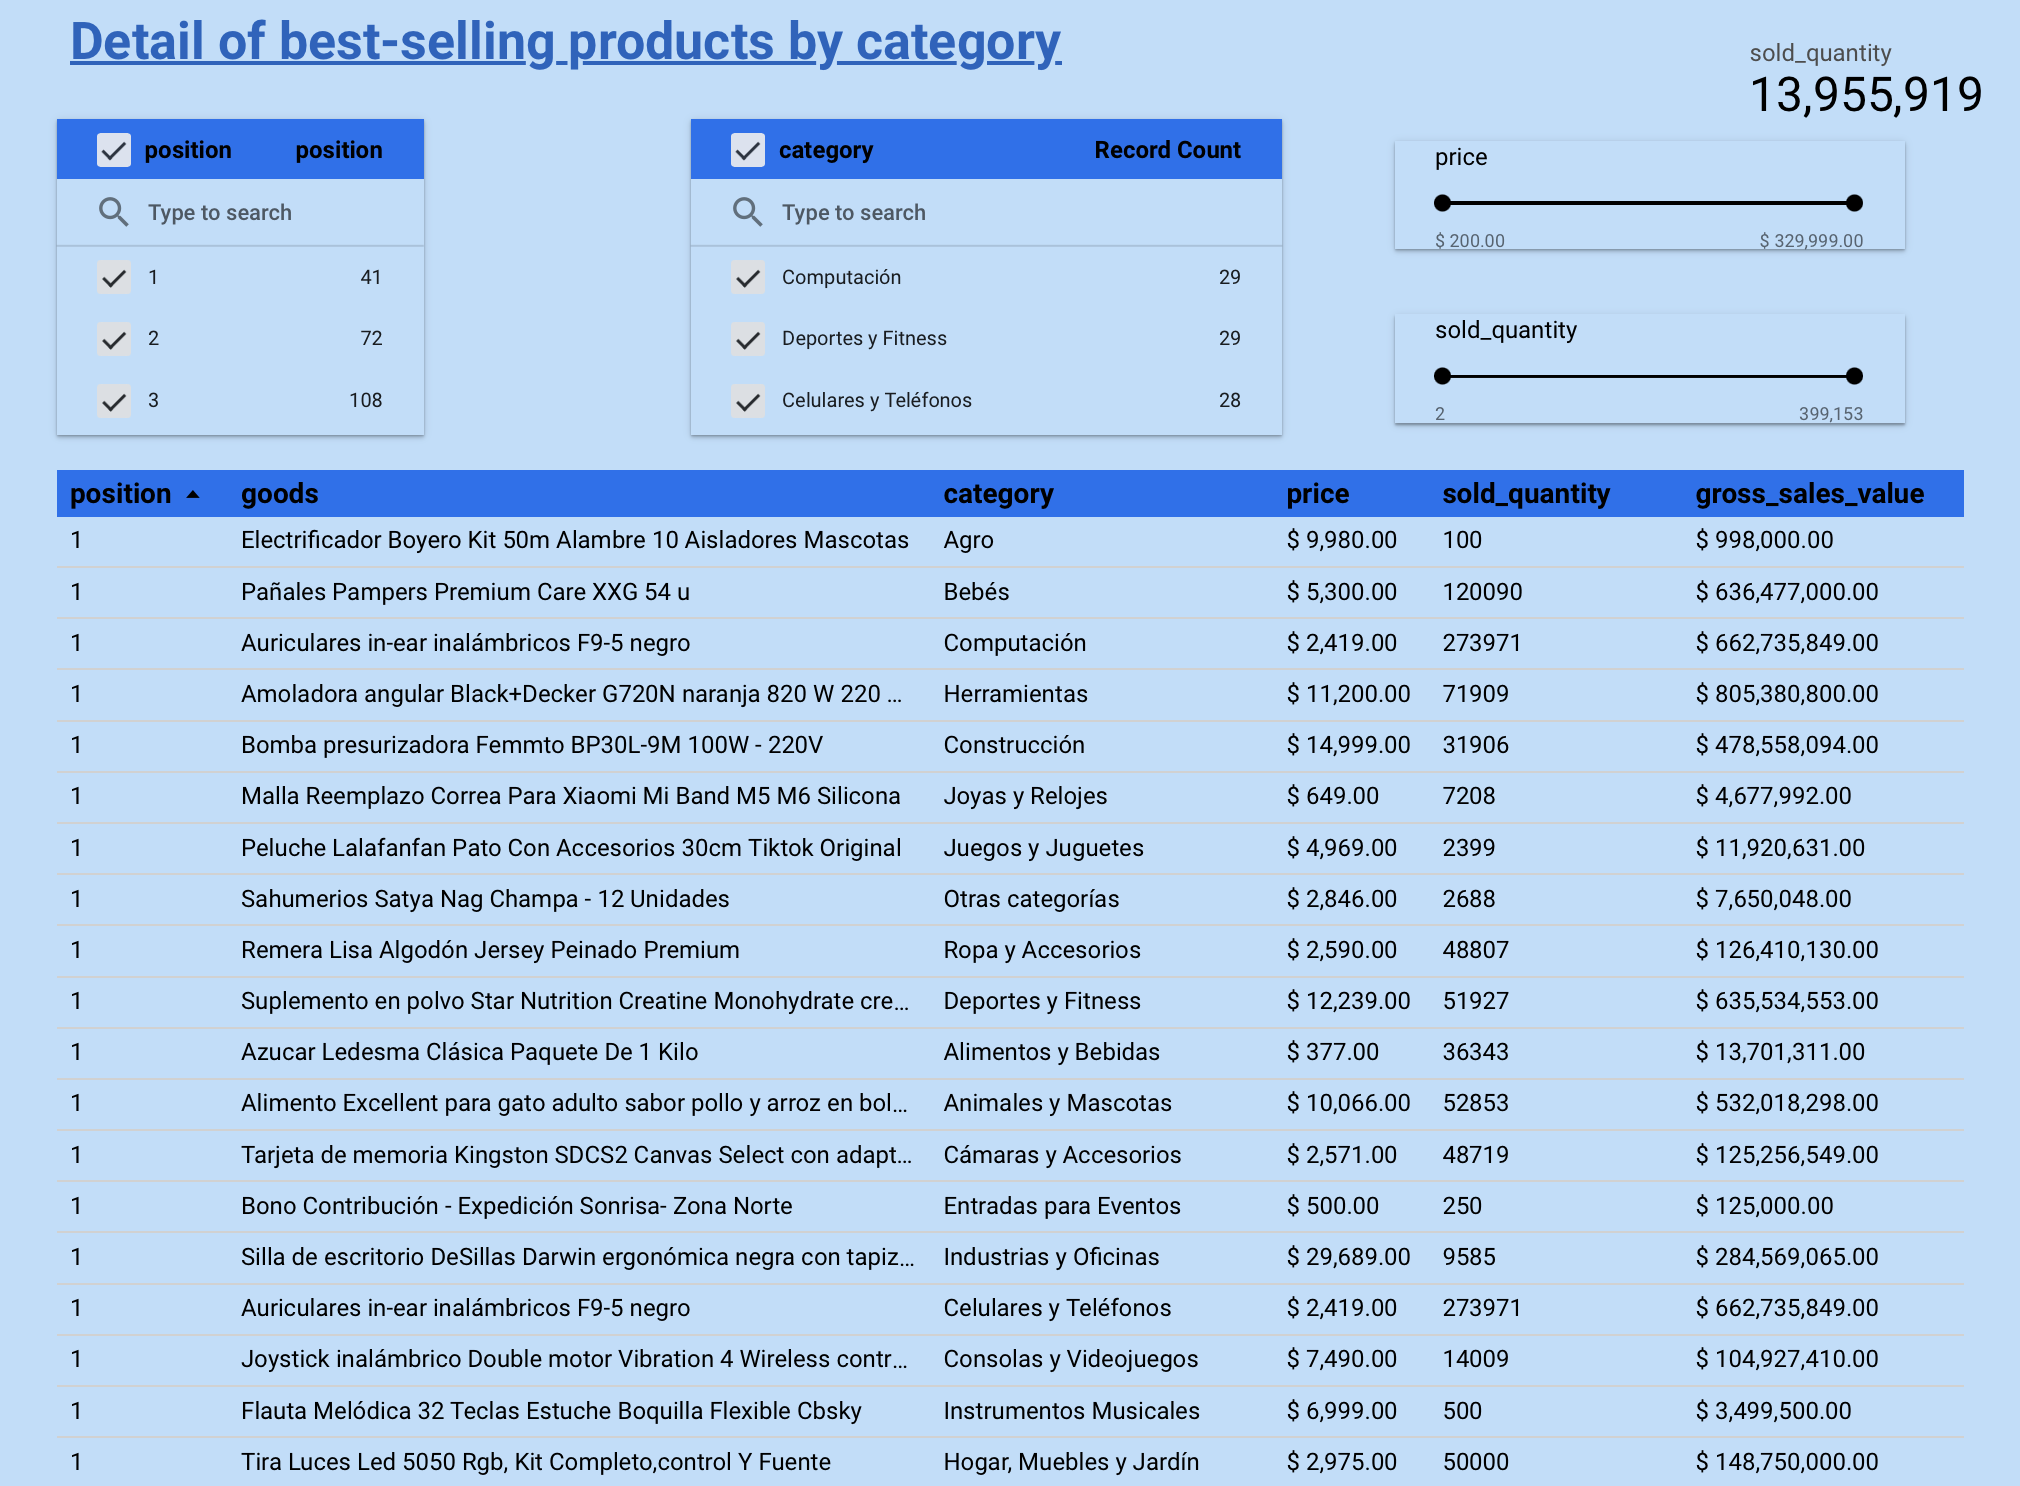 Detail of best-selling products by category
sold_quantity
13,955,919
position position
Type to search
1 41
2 72
3 108
category Record Count
Type to search
Computación 29
Deportes y Fitness 29
Celulares y Teléfonos 28
price
$ 200.00 $ 329,999.00
sold_quantity
2 399,153
position goods category price sold_quantity gross_sales_value
1 Electrificador Boyero Kit 50m Alambre 10 Aisladores Mascotas Agro $ 9,980.00 100 $ 998,000.00
1 Pañales Pampers Premium Care XXG 54 u Bebés $ 5,300.00 120090 $ 636,477,000.00
1 Auriculares in-ear inalámbricos F9-5 negro Computación $ 2,419.00 273971 $ 662,735,849.00
1 Amoladora angular Black+Decker G720N naranja 820 W 220 ... Herramientas $ 11,200.00 71909 $ 805,380,800.00
1 Bomba presurizadora Femmto BP30L-9M 100W - 220V Construcción $ 14,999.00 31906 $ 478,558,094.00
1 Malla Reemplazo Correa Para Xiaomi Mi Band M5 M6 Silicona Joyas y Relojes $ 649.00 7208 $ 4,677,992.00
1 Peluche Lalafanfan Pato Con Accesorios 30cm Tiktok Original Juegos y Juguetes $ 4,969.00 2399 $ 11,920,631.00
1 Sahumerios Satya Nag Champa - 12 Unidades Otras categorías $ 2,846.00 2688 $ 7,650,048.00
1 Remera Lisa Algodón Jersey Peinado Premium Ropa y Accesorios $ 2,590.00 48807 $ 126,410,130.00
1 Suplemento en polvo Star Nutrition Creatine Monohydrate cre... Deportes y Fitness $ 12,239.00 51927 $ 635,534,553.00
1 Azucar Ledesma Clásica Paquete De 1 Kilo Alimentos y Bebidas $ 377.00 36343 $ 13,701,311.00
1 Alimento Excellent para gato adulto sabor pollo y arroz en bol... Animales y Mascotas $ 10,066.00 52853 $ 532,018,298.00
1 Tarjeta de memoria Kingston SDCS2 Canvas Select con adapt... Cámaras y Accesorios $ 2,571.00 48719 $ 125,256,549.00
1 Bono Contribución - Expedición Sonrisa- Zona Norte Entradas para Eventos $ 500.00 250 $ 125,000.00
1 Silla de escritorio DeSillas Darwin ergonómica negra con tapiz... Industrias y Oficinas $ 29,689.00 9585 $ 284,569,065.00
1 Auriculares in-ear inalámbricos F9-5 negro Celulares y Teléfonos $ 2,419.00 273971 $ 662,735,849.00
1 Joystick inalámbrico Double motor Vibration 4 Wireless contr... Consolas y Videojuegos $ 7,490.00 14009 $ 104,927,410.00
1 Flauta Melódica 32 Teclas Estuche Boquilla Flexible Cbsky Instrumentos Musicales $ 6,999.00 500 $ 3,499,500.00
1 Tira Luces Led 5050 Rgb, Kit Completo,control Y Fuente Hogar, Muebles y Jardín $ 2,975.00 50000 $ 148,750,000.00